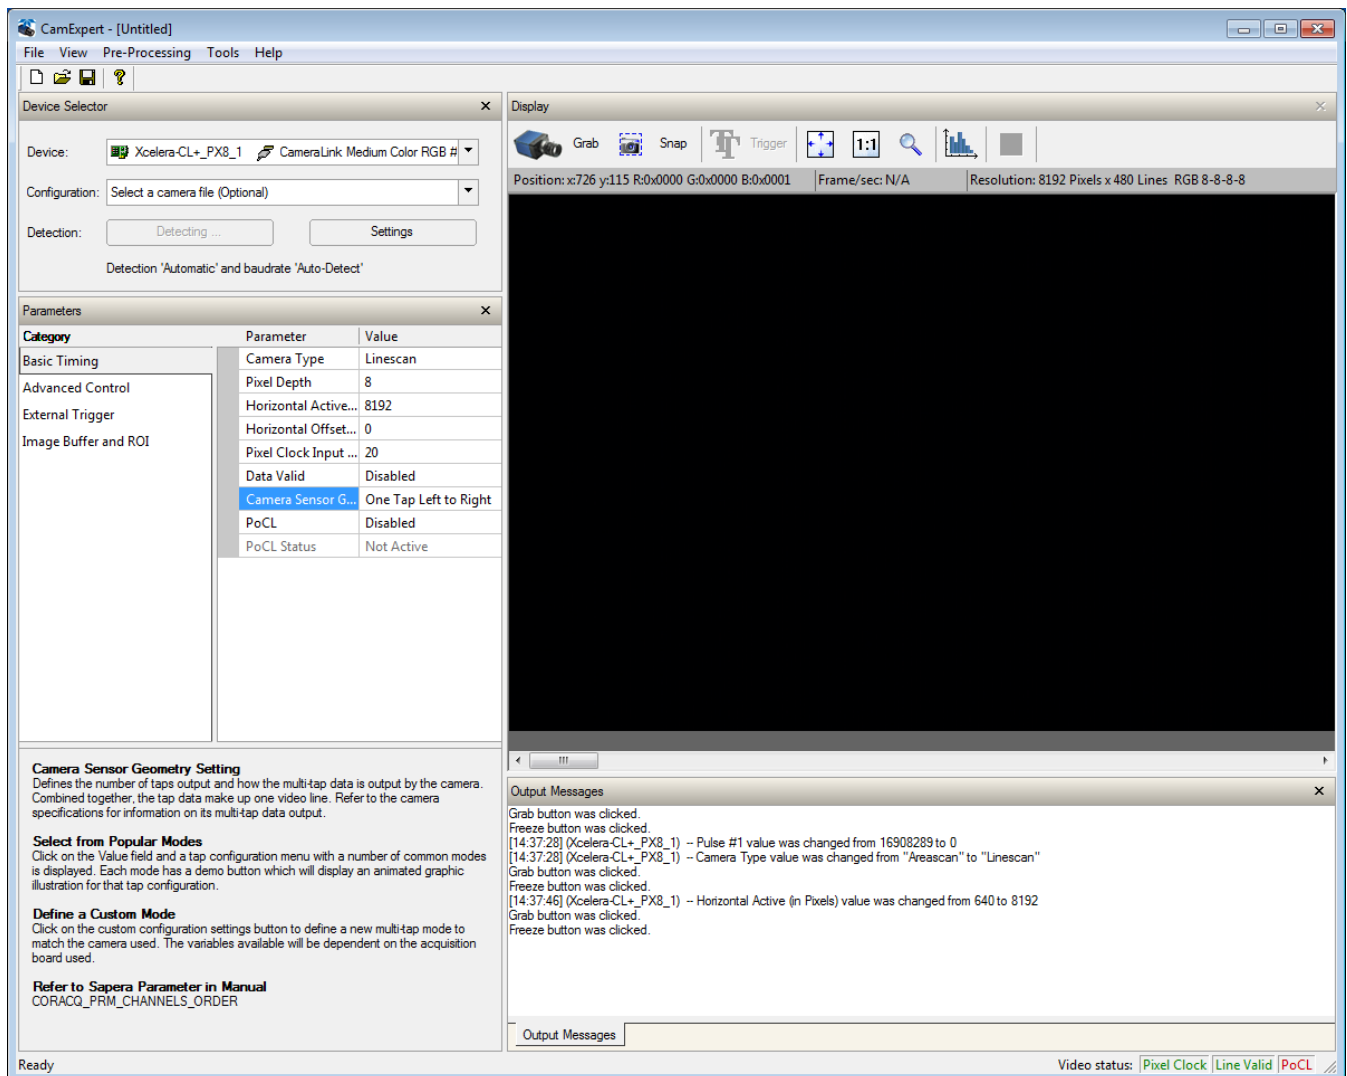 CamExpert - [Untitled]
File View Pre-Processing Tools Help
Device Selector
Device: Xcelera-CL+_PX8_1 CameraLink Medium Color RGB #
Configuration: Select a camera file (Optional)
Detection: Detecting ... Settings
Detection 'Automatic' and baudrate 'Auto-Detect'
Parameters
Category Parameter Value
Basic Timing
Advanced Control
External Trigger
Image Buffer and ROI
Camera Type Linescan
Pixel Depth 8
Horizontal Active... 8192
Horizontal Offset... 0
Pixel Clock Input ... 20
Data Valid Disabled
Camera Sensor G... One Tap Left to Right
PoCL Disabled
PoCL Status Not Active
Camera Sensor Geometry Setting
Defines the number of taps output and how the multi-tap data is output by the camera.
Combined together, the tap data make up one video line. Refer to the camera
specifications for information on its multi-tap data output.
Select from Popular Modes
Click on the Value field and a tap configuration menu with a number of common modes
is displayed. Each mode has a demo button which will display an animated graphic
illustration for that tap configuration.
Define a Custom Mode
Click on the custom configuration settings button to define a new multi-tap mode to
match the camera used. The variables available will be dependent on the acquisition
board used.
Refer to Sapera Parameter in Manual
CORACQ_PRM_CHANNELS_ORDER
Display
Grab Snap Trigger 1:1
Position: x:726 y:115 R:0x0000 G:0x0000 B:0x0001 Frame/sec: N/A Resolution: 8192 Pixels x 480 Lines RGB 8-8-8-8
Output Messages
Grab button was clicked.
Freeze button was clicked.
[14:37:28] (Xcelera-CL+_PX8_1) -- Pulse #1 value was changed from 16908289 to 0
[14:37:28] (Xcelera-CL+_PX8_1) -- Camera Type value was changed from "Areascan" to "Linescan"
Grab button was clicked.
Freeze button was clicked.
[14:37:46] (Xcelera-CL+_PX8_1) -- Horizontal Active (in Pixels) value was changed from 640 to 8192
Grab button was clicked.
Freeze button was clicked.
Output Messages
Ready
Video status: Pixel Clock Line Valid PoCL